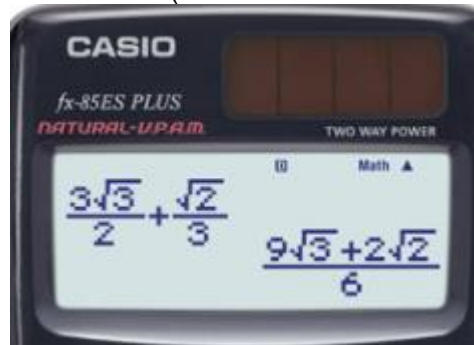 CASIO
fx-85ES PLUS
NATURAL-V.P.A.M.
TWO WAY POWER
D Math ▲
3√3/2 + √2/3
(9√3+2√2)/6